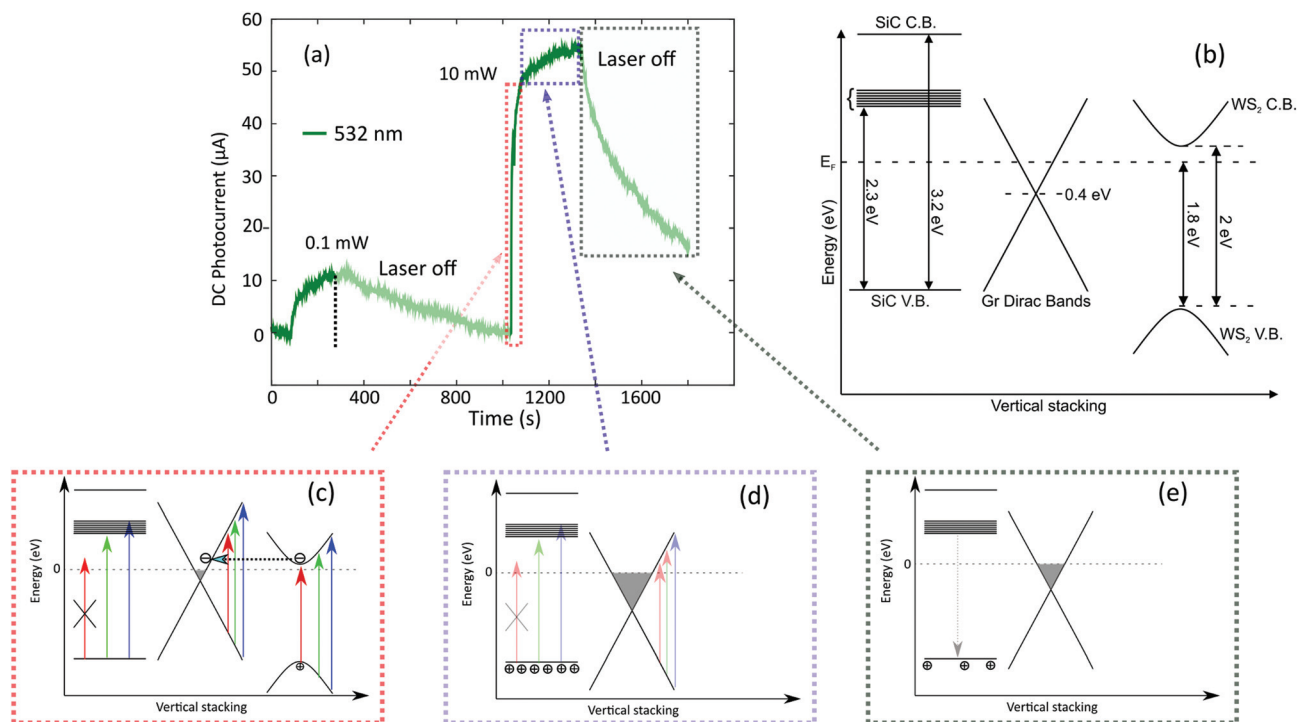 (a)
60
50
40
30
20
10
0
DC Photocurrent (µA)
532 nm
0.1 mW
Laser off
10 mW
Laser off
0 400 800 1200 1600
Time (s)
(b)
SiC C.B.
{
E_F
2.3 eV
3.2 eV
SiC V.B.
0.4 eV
Gr Dirac Bands
WS₂ C.B.
1.8 eV
2 eV
WS₂ V.B.
Energy (eV)
Vertical stacking
(c)
Energy (eV)
0
⊖ ⊖
⊕
Vertical stacking
(d)
Energy (eV)
0
⊕⊕⊕⊕⊕⊕
Vertical stacking
(e)
Energy (eV)
0
⊕ ⊕ ⊕
Vertical stacking